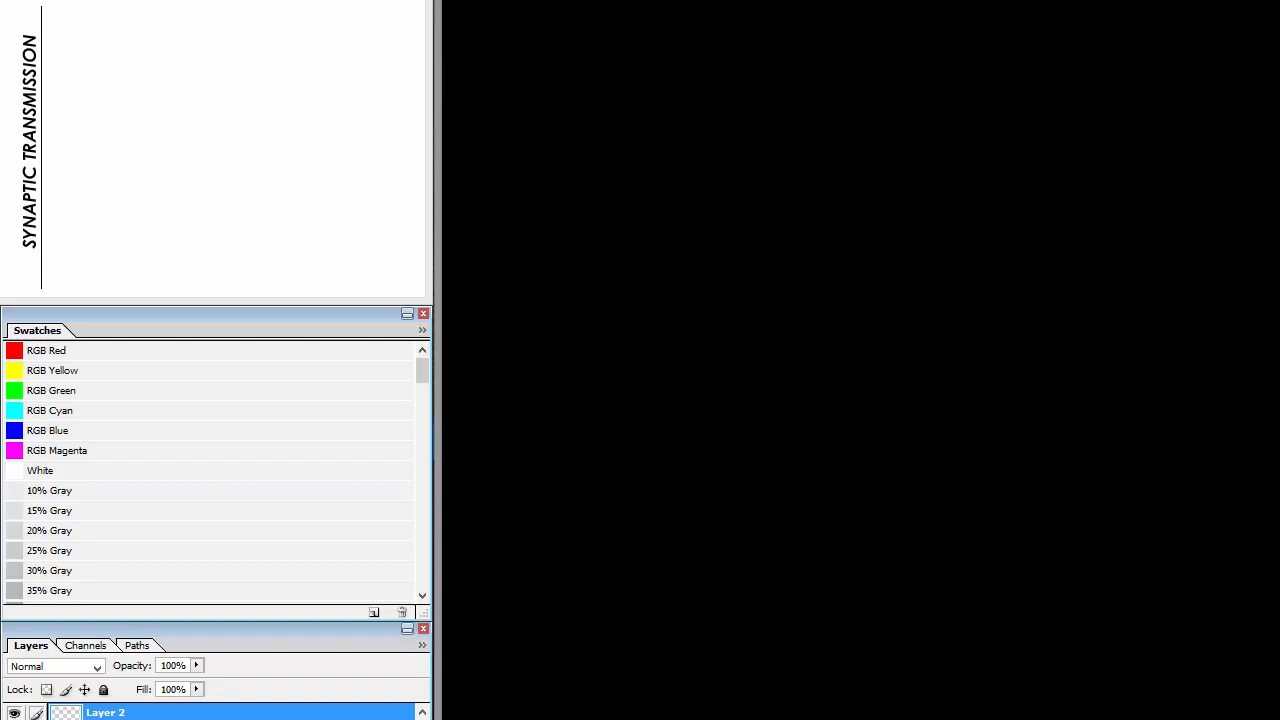 SYNAPTIC TRANSMISSION
Swatches
RGB Red
RGB Yellow
RGB Green
RGB Cyan
RGB Blue
RGB Magenta
White
10% Gray
15% Gray
20% Gray
25% Gray
30% Gray
35% Gray
Layers Channels Paths
Normal Opacity: 100%
Lock: Fill: 100%
Layer 2